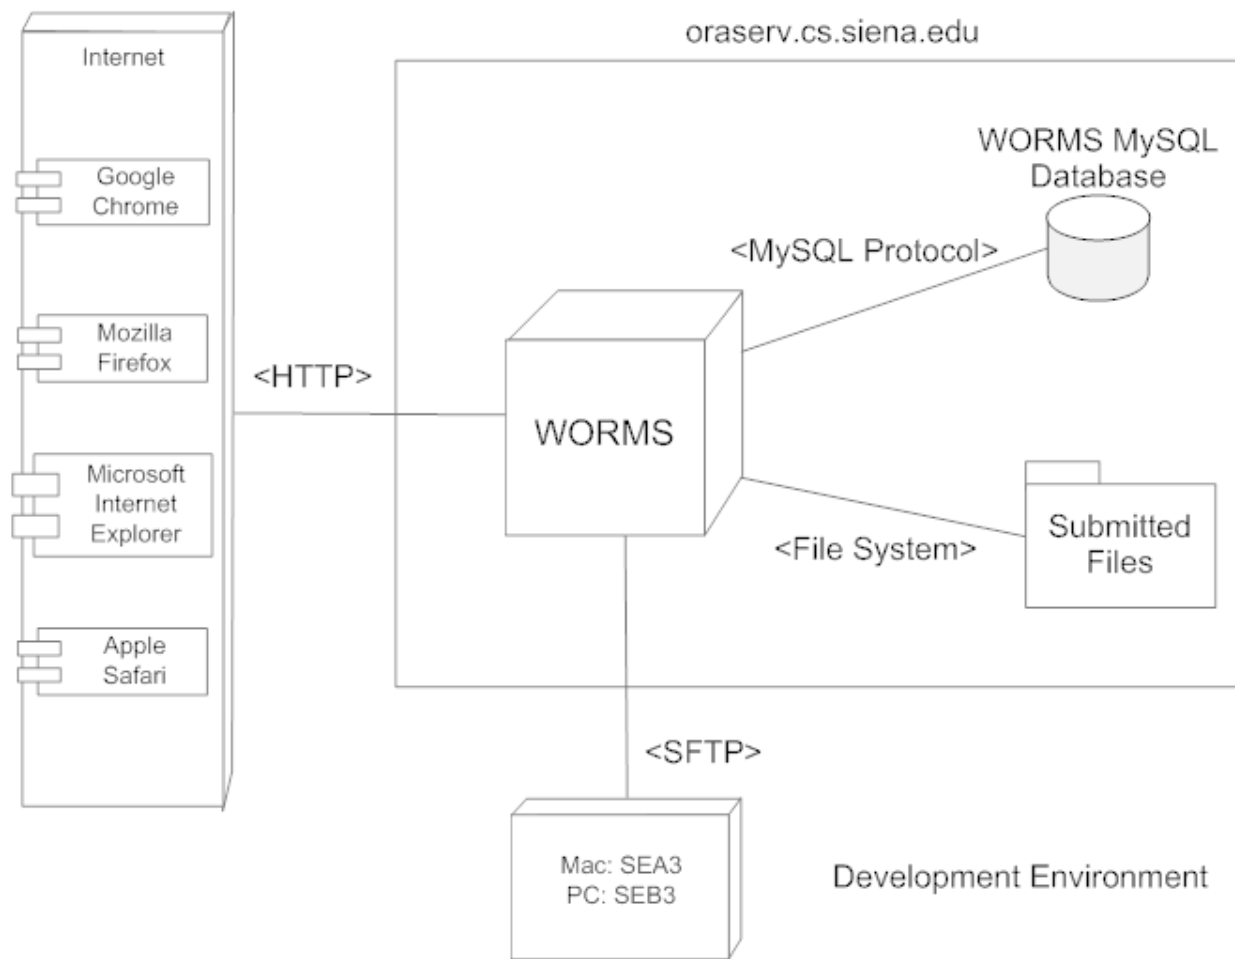 oraserv.cs.siena.edu
Internet
Google
Chrome
Mozilla
Firefox
Microsoft
Internet
Explorer
Apple
Safari
<HTTP>
WORMS
WORMS MySQL
Database
<MySQL Protocol>
<File System>
Submitted
Files
<SFTP>
Mac: SEA3
PC: SEB3
Development Environment